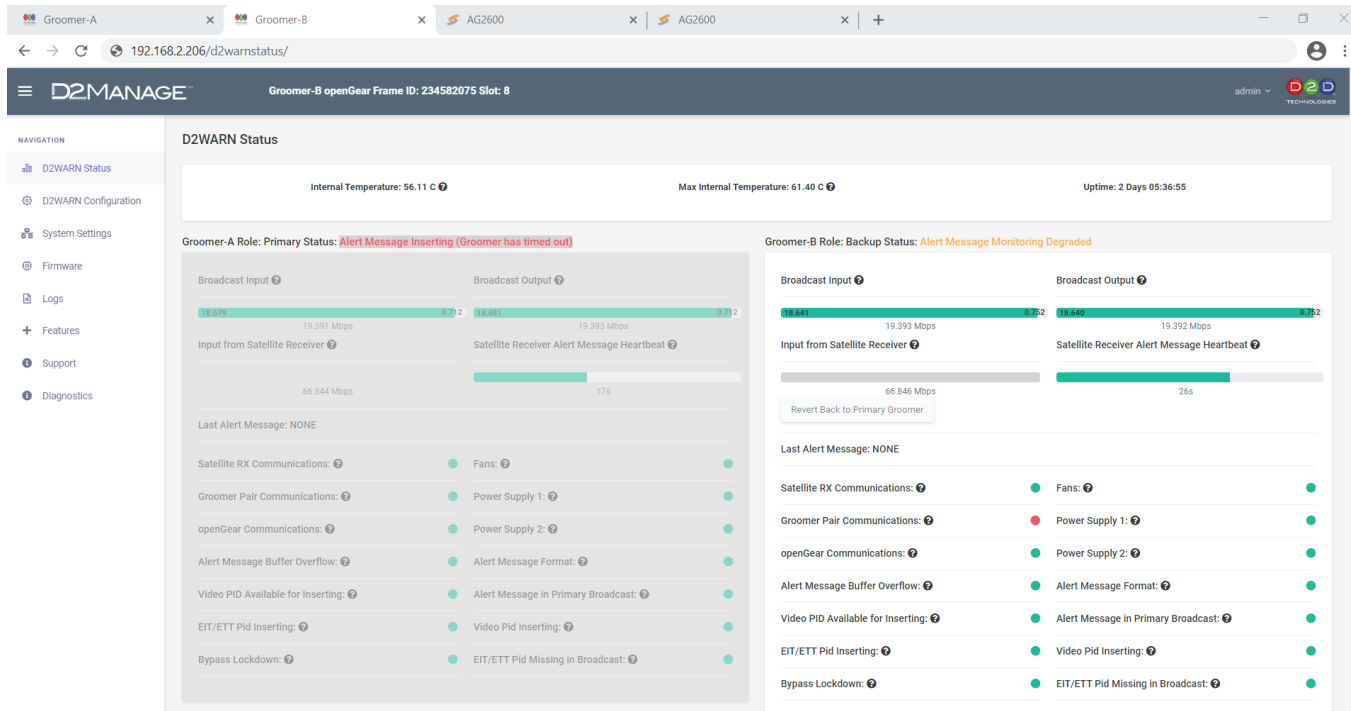 Groomer-A
Groomer-B
AG2600
AG2600
192.168.2.206/d2warnstatus/
D2MANAGE™
Groomer-B openGear Frame ID: 234582075 Slot: 8
admin
D2D
TECHNOLOGIES
NAVIGATION
D2WARN Status
D2WARN Configuration
System Settings
Firmware
Logs
Features
Support
Diagnostics
D2WARN Status
Internal Temperature: 56.11 C
Max Internal Temperature: 61.40 C
Uptime: 2 Days 05:36:55
Groomer-A Role: Primary Status: Alert Message Inserting (Groomer has timed out)
Broadcast Input
Broadcast Output
18.679 0.712
18.681 0.712
19.391 Mbps
19.393 Mbps
Input from Satellite Receiver
Satellite Receiver Alert Message Heartbeat
66.844 Mbps
17s
Last Alert Message: NONE
Satellite RX Communications:
Fans:
Groomer Pair Communications:
Power Supply 1:
openGear Communications:
Power Supply 2:
Alert Message Buffer Overflow:
Alert Message Format:
Video PID Available for Inserting:
Alert Message in Primary Broadcast:
EIT/ETT Pid Inserting:
Video Pid Inserting:
Bypass Lockdown:
EIT/ETT Pid Missing in Broadcast:
Groomer-B Role: Backup Status: Alert Message Monitoring Degraded
Broadcast Input
Broadcast Output
18.641 0.752
18.640 0.752
19.393 Mbps
19.392 Mbps
Input from Satellite Receiver
Satellite Receiver Alert Message Heartbeat
66.846 Mbps
26s
Revert Back to Primary Groomer
Last Alert Message: NONE
Satellite RX Communications:
Fans:
Groomer Pair Communications:
Power Supply 1:
openGear Communications:
Power Supply 2:
Alert Message Buffer Overflow:
Alert Message Format:
Video PID Available for Inserting:
Alert Message in Primary Broadcast:
EIT/ETT Pid Inserting:
Video Pid Inserting:
Bypass Lockdown:
EIT/ETT Pid Missing in Broadcast: